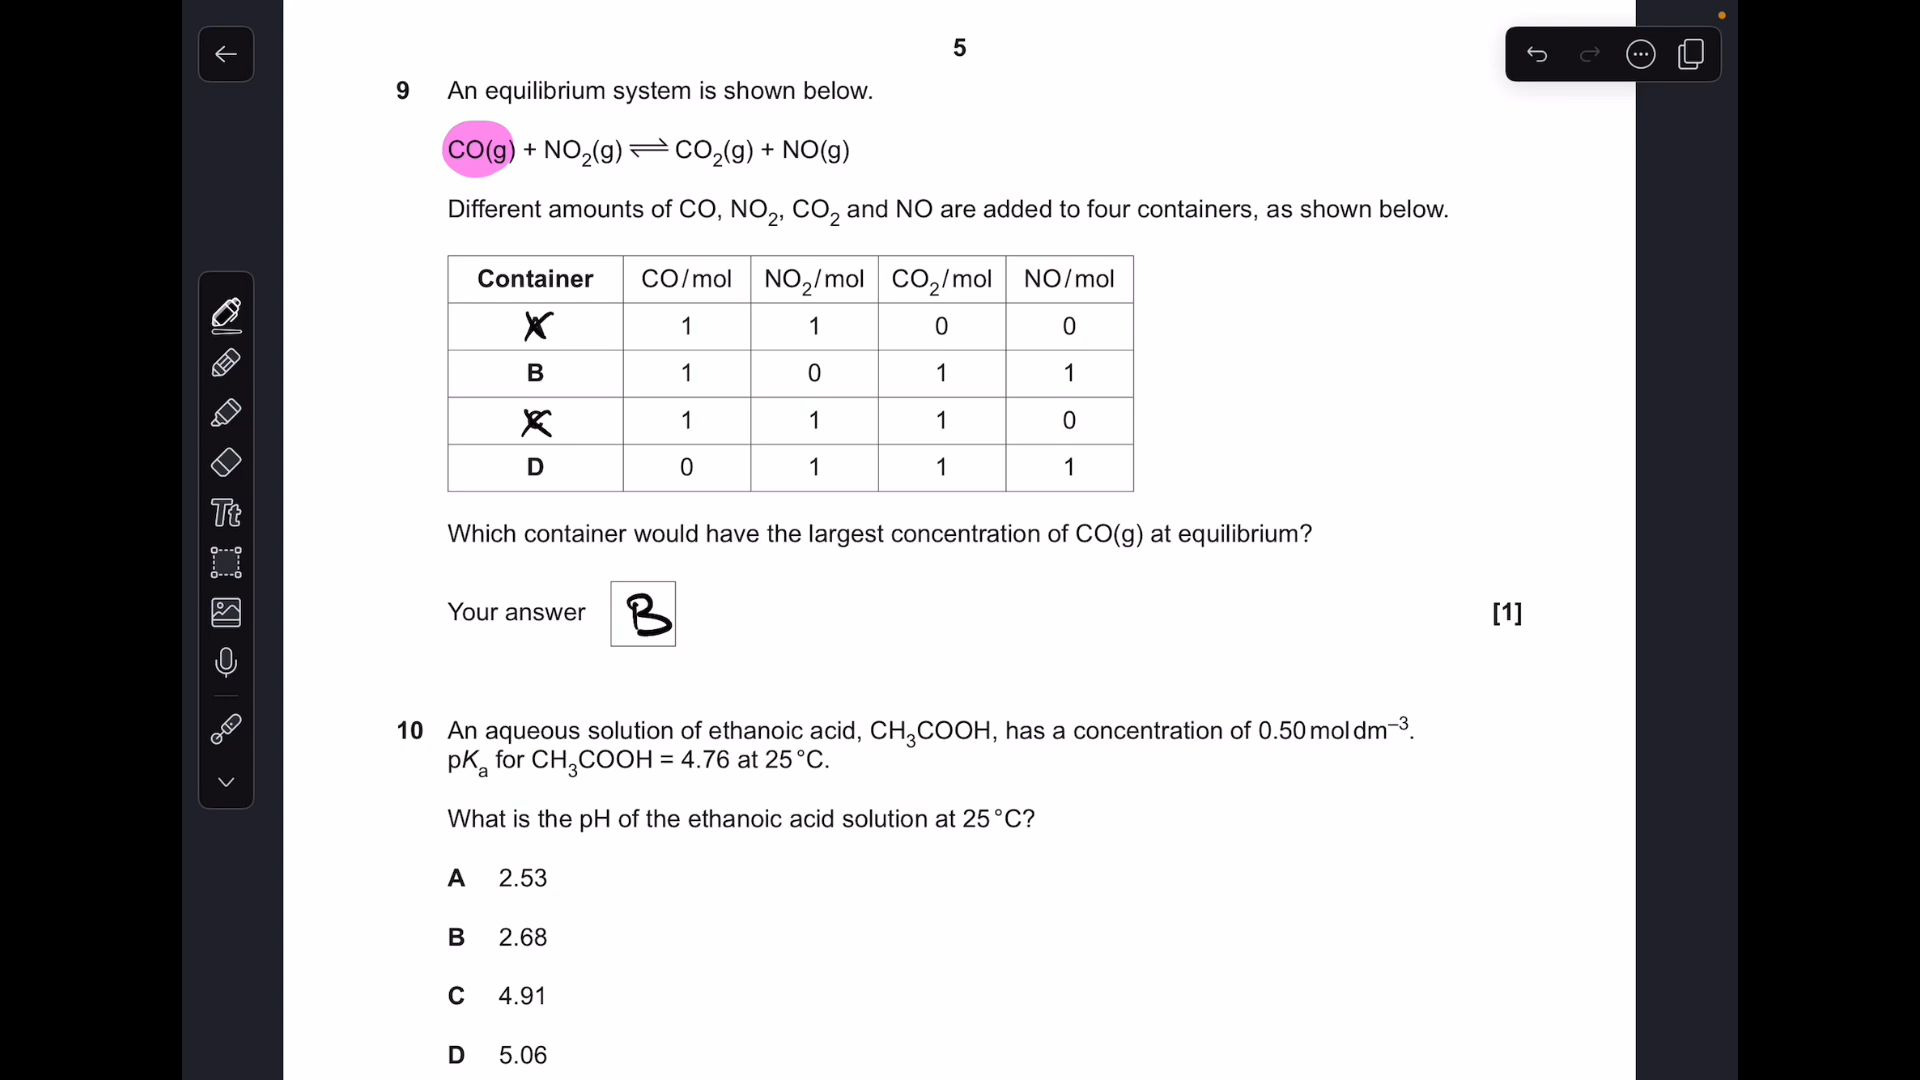 5
9 An equilibrium system is shown below.
CO(g) + NO₂(g) ⇌ CO₂(g) + NO(g)
Different amounts of CO, NO₂, CO₂ and NO are added to four containers, as shown below.
Container CO/mol NO₂/mol CO₂/mol NO/mol
A 1 1 0 0
B 1 0 1 1
C 1 1 1 0
D 0 1 1 1
Which container would have the largest concentration of CO(g) at equilibrium?
Your answer B [1]
10 An aqueous solution of ethanoic acid, CH₃COOH, has a concentration of 0.50 mol dm⁻³.
pKₐ for CH₃COOH = 4.76 at 25 °C.
What is the pH of the ethanoic acid solution at 25 °C?
A 2.53
B 2.68
C 4.91
D 5.06
Tt